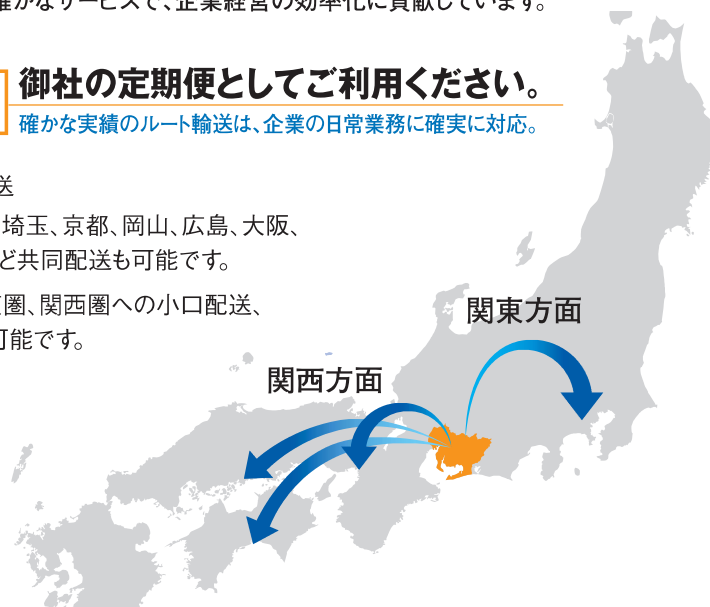 確かなサービスで、企業経営の効率化に貢献しています。
御社の定期便としてご利用ください。
確かな実績のルート輸送は、企業の日常業務に確実に対応。
送
埼玉、京都、岡山、広島、大阪、
ど共同配送も可能です。
圏、関西圏への小口配送、
可能です。
関東方面
関西方面